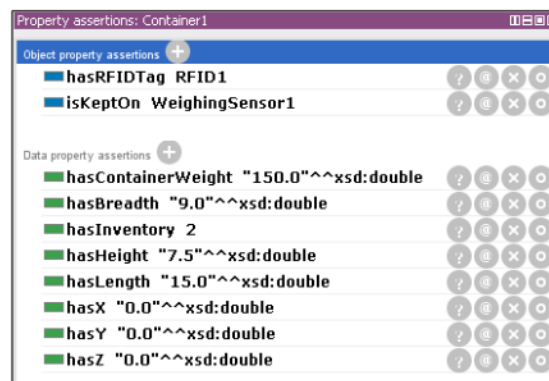 Property assertions: Container1
Object property assertions
hasRFIDTag RFID1
isKeptOn WeighingSensor1
Data property assertions
hasContainerWeight "150.0"^^xsd:double
hasBreadth "9.0"^^xsd:double
hasInventory 2
hasHeight "7.5"^^xsd:double
hasLength "15.0"^^xsd:double
hasX "0.0"^^xsd:double
hasY "0.0"^^xsd:double
hasZ "0.0"^^xsd:double